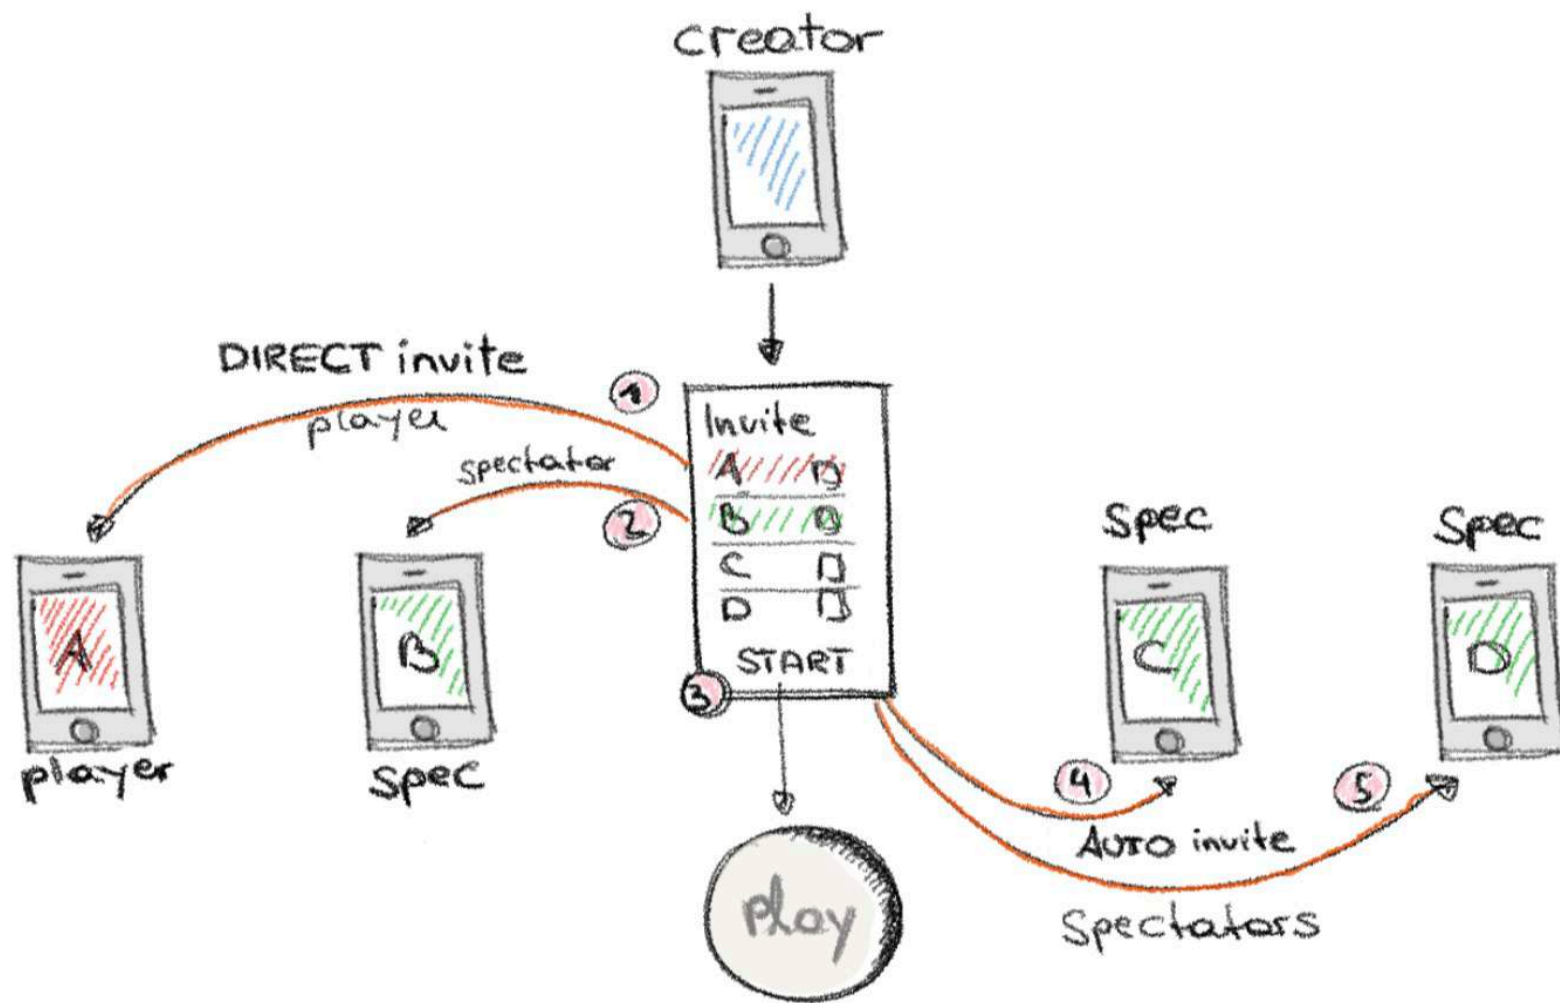 creator
DIRECT invite
player
1
spectator
2
Invite
A
B
C
D
START
3
A
player
B
spec
Spec
C
Spec
D
4
5
AUTO invite
Spectators
play